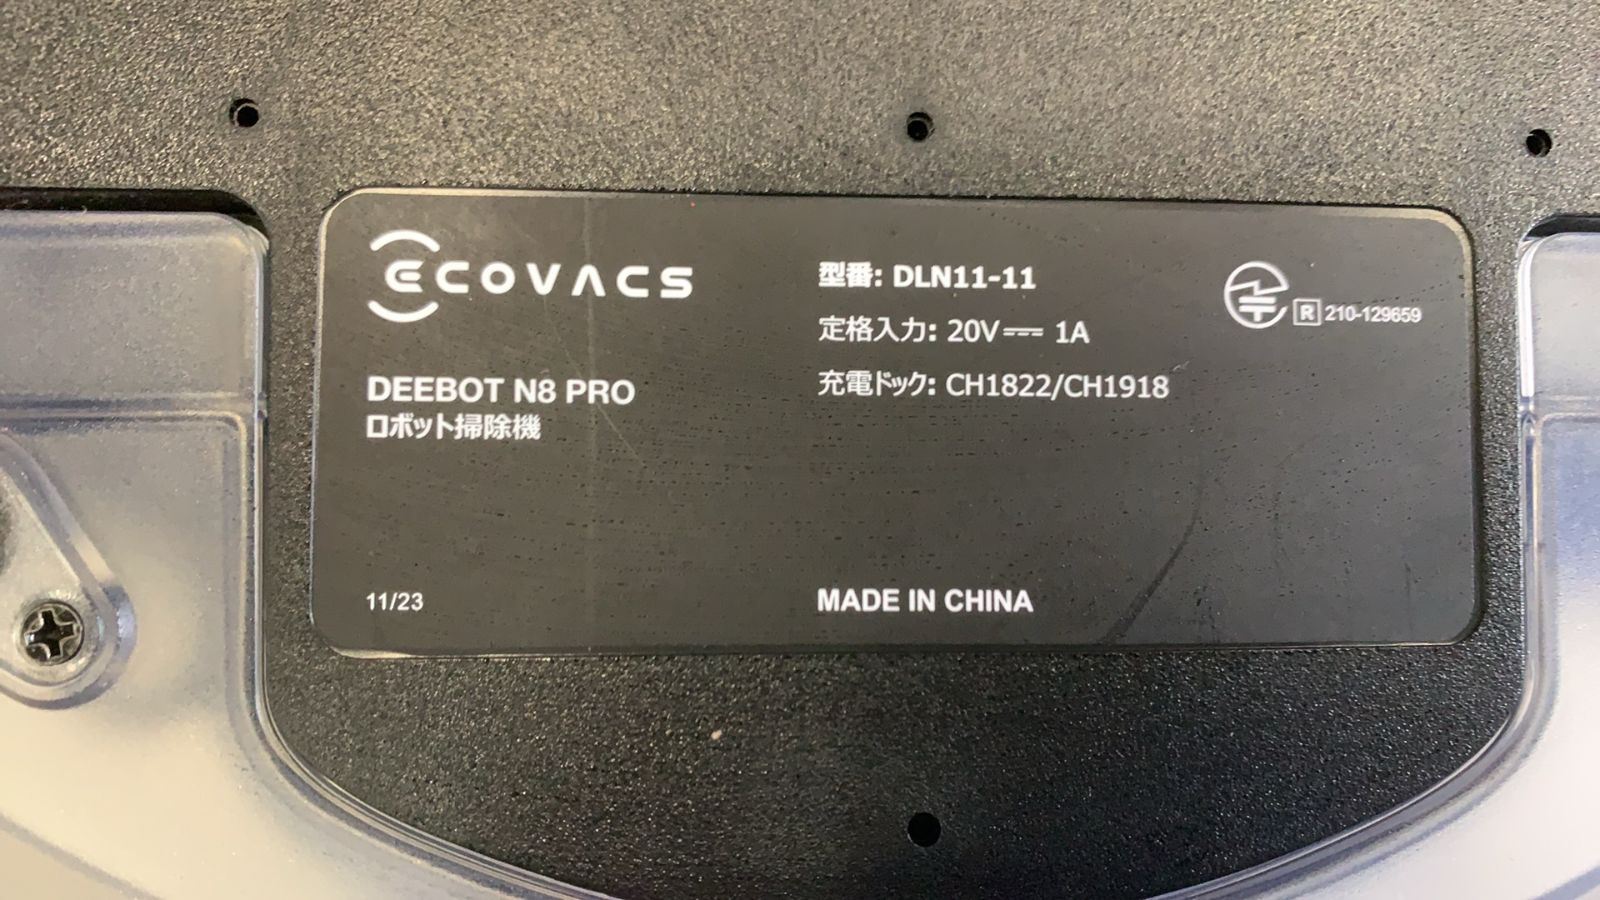 ECOVACS
DEEBOT N8 PRO
ロボット掃除機
11/23
型番: DLN11-11
定格入力: 20V⎓ 1A
充電ドック: CH1822/CH1918
MADE IN CHINA
R 210-129659